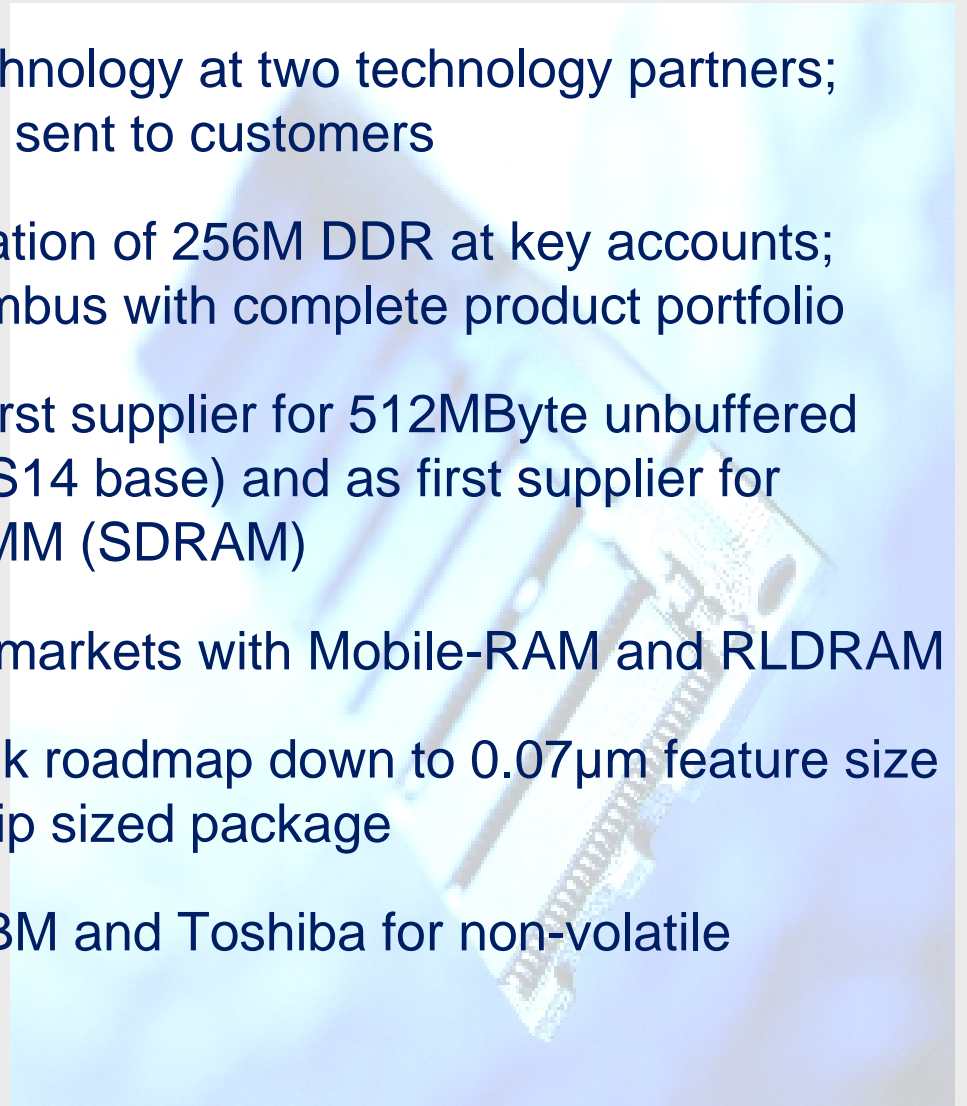 hnology at two technology partners;
sent to customers
ation of 256M DDR at key accounts;
mbus with complete product portfolio
rst supplier for 512MByte unbuffered
S14 base) and as first supplier for
MM (SDRAM)
markets with Mobile-RAM and RLDRAM
k roadmap down to 0.07µm feature size
ip sized package
BM and Toshiba for non-volatile